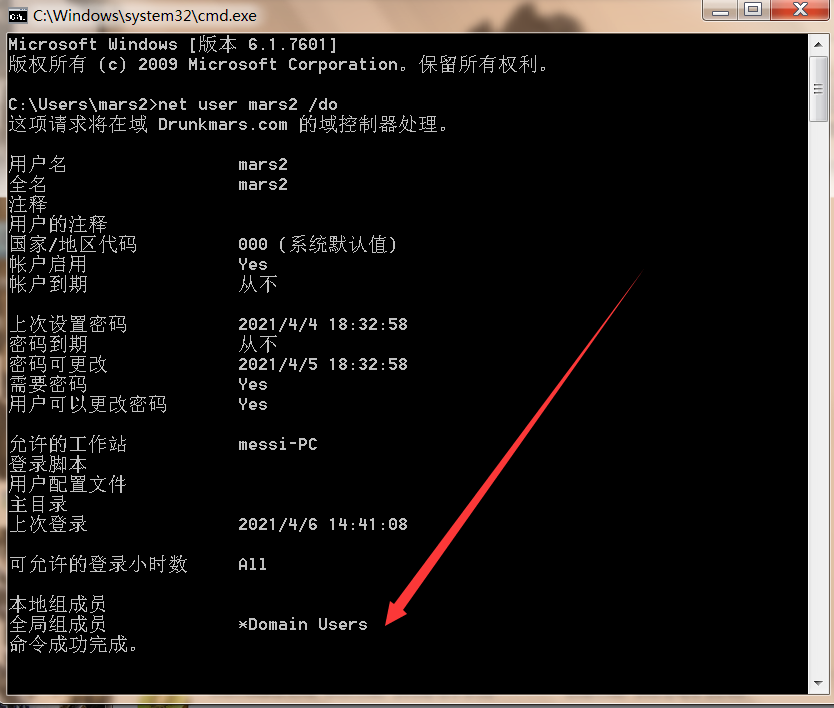 C:\Windows\system32\cmd.exe
Microsoft Windows [版本 6.1.7601]
版权所有 (c) 2009 Microsoft Corporation。保留所有权利。
C:\Users\mars2>net user mars2 /do
这项请求将在域 Drunkmars.com 的域控制器处理。
用户名 mars2
全名 mars2
注释
用户的注释
国家/地区代码 000 (系统默认值)
帐户启用 Yes
帐户到期 从不
上次设置密码 2021/4/4 18:32:58
密码到期 从不
密码可更改 2021/4/5 18:32:58
需要密码 Yes
用户可以更改密码 Yes
允许的工作站 messi-PC
登录脚本
用户配置文件
主目录
上次登录 2021/4/6 14:41:08
可允许的登录小时数 All
本地组成员
全局组成员 *Domain Users
命令成功完成。